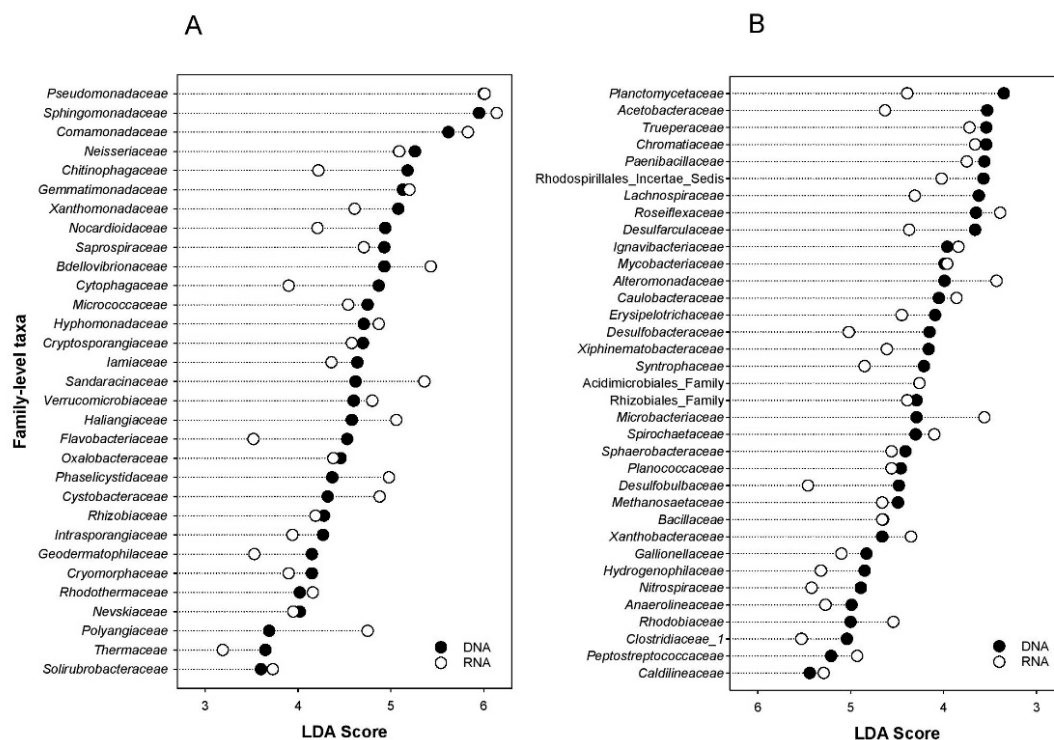 A
Family-level taxa
Pseudomonadaceae
Sphingomonadaceae
Comamonadaceae
Neisseriaceae
Chitinophagaceae
Gemmatimonadaceae
Xanthomonadaceae
Nocardioidaceae
Saprospiraceae
Bdellovibrionaceae
Cytophagaceae
Micrococcaceae
Hyphomonadaceae
Cryptosporangiaceae
Iamiaceae
Sandaracinaceae
Verrucomicrobiaceae
Haliangiaceae
Flavobacteriaceae
Oxalobacteraceae
Phaselicystidaceae
Cystobacteraceae
Rhizobiaceae
Intrasporangiaceae
Geodermatophilaceae
Cryomorphaceae
Rhodothermaceae
Nevskiaceae
Polyangiaceae
Thermaceae
Solirubrobacteraceae
DNA
RNA
3 4 5 6
LDA Score
B
Planctomycetaceae
Acetobacteraceae
Trueperaceae
Chromatiaceae
Paenibacillaceae
Rhodospirillales_Incertae_Sedis
Lachnospiraceae
Roseiflexaceae
Desulfarculaceae
Ignavibacteriaceae
Mycobacteriaceae
Alteromonadaceae
Caulobacteraceae
Erysipelotrichaceae
Desulfobacteraceae
Xiphinematobacteraceae
Syntrophaceae
Acidimicrobiales_Family
Rhizobiales_Family
Microbacteriaceae
Spirochaetaceae
Sphaerobacteraceae
Planococcaceae
Desulfobulbaceae
Methanosaetaceae
Bacillaceae
Xanthobacteraceae
Gallionellaceae
Hydrogenophilaceae
Nitrospiraceae
Anaerolineaceae
Rhodobiaceae
Clostridiaceae_1
Peptostreptococcaceae
Caldilineaceae
DNA
RNA
6 5 4 3
LDA Score